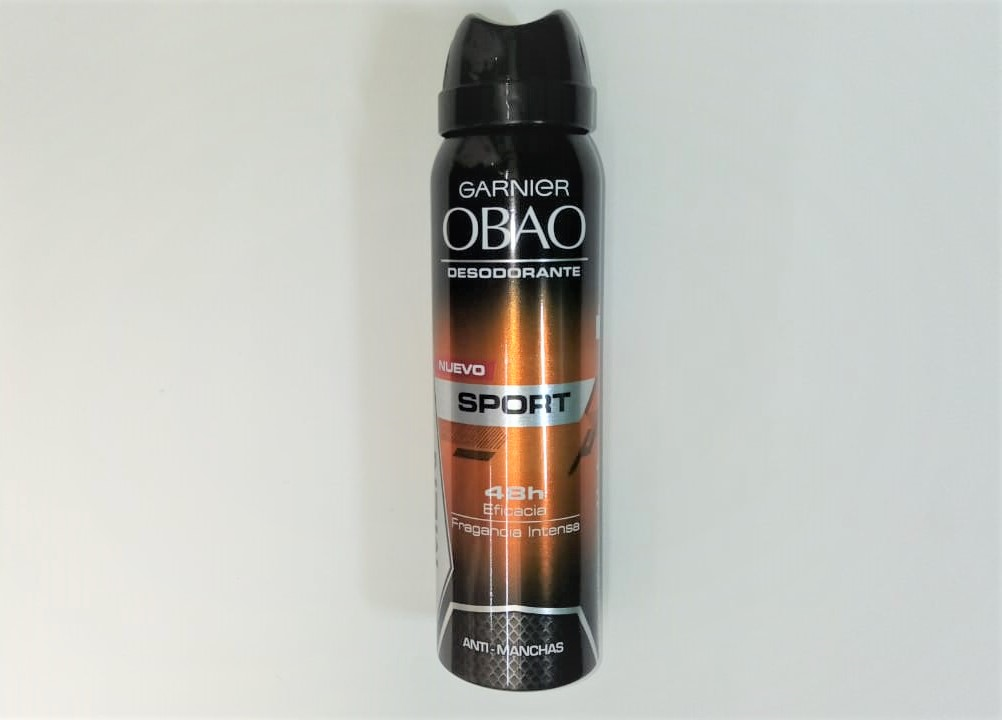 GARNIER
OBAO
DESODORANTE
NUEVO
SPORT
48h
Eficacia
Fragancia Intensa
ANTI-MANCHAS